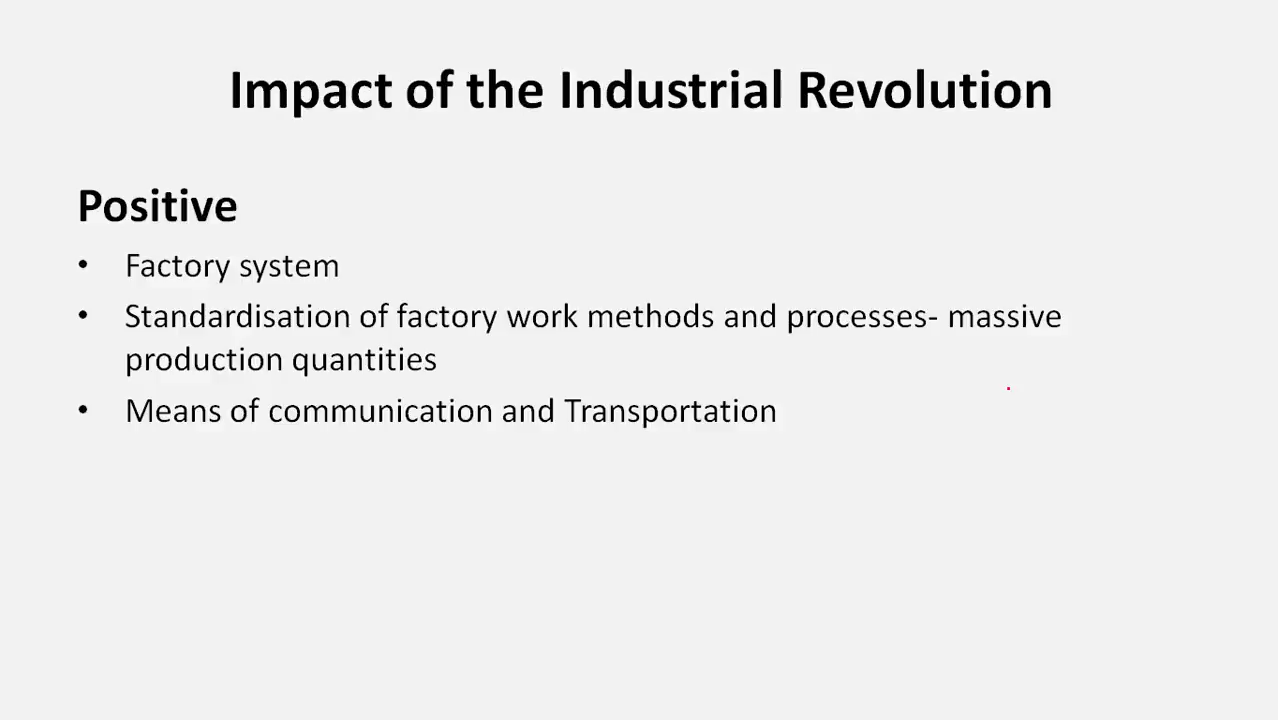 Impact of the Industrial Revolution
Positive
• Factory system
• Standardisation of factory work methods and processes- massive
production quantities
• Means of communication and Transportation